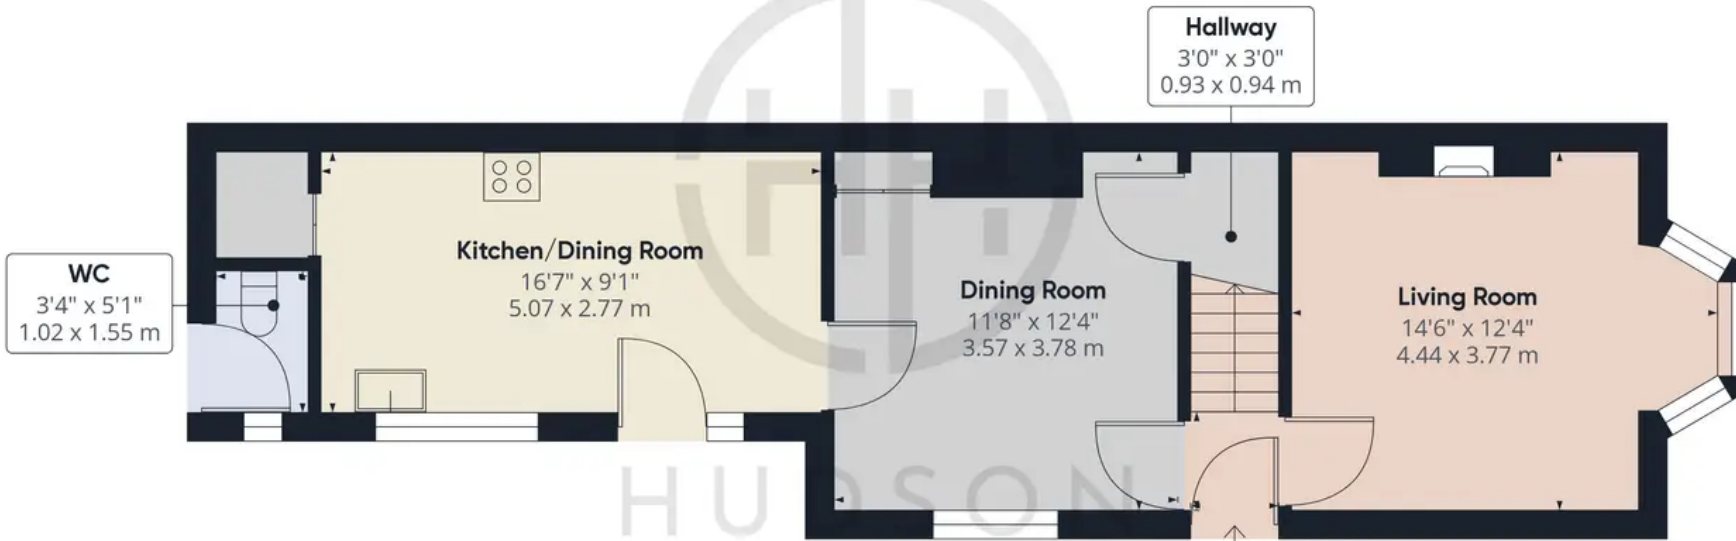 Hallway
3'0" x 3'0"
0.93 x 0.94 m
WC
3'4" x 5'1"
1.02 x 1.55 m
Kitchen/Dining Room
16'7" x 9'1"
5.07 x 2.77 m
Dining Room
11'8" x 12'4"
3.57 x 3.78 m
Living Room
14'6" x 12'4"
4.44 x 3.77 m
HH
HUDSON